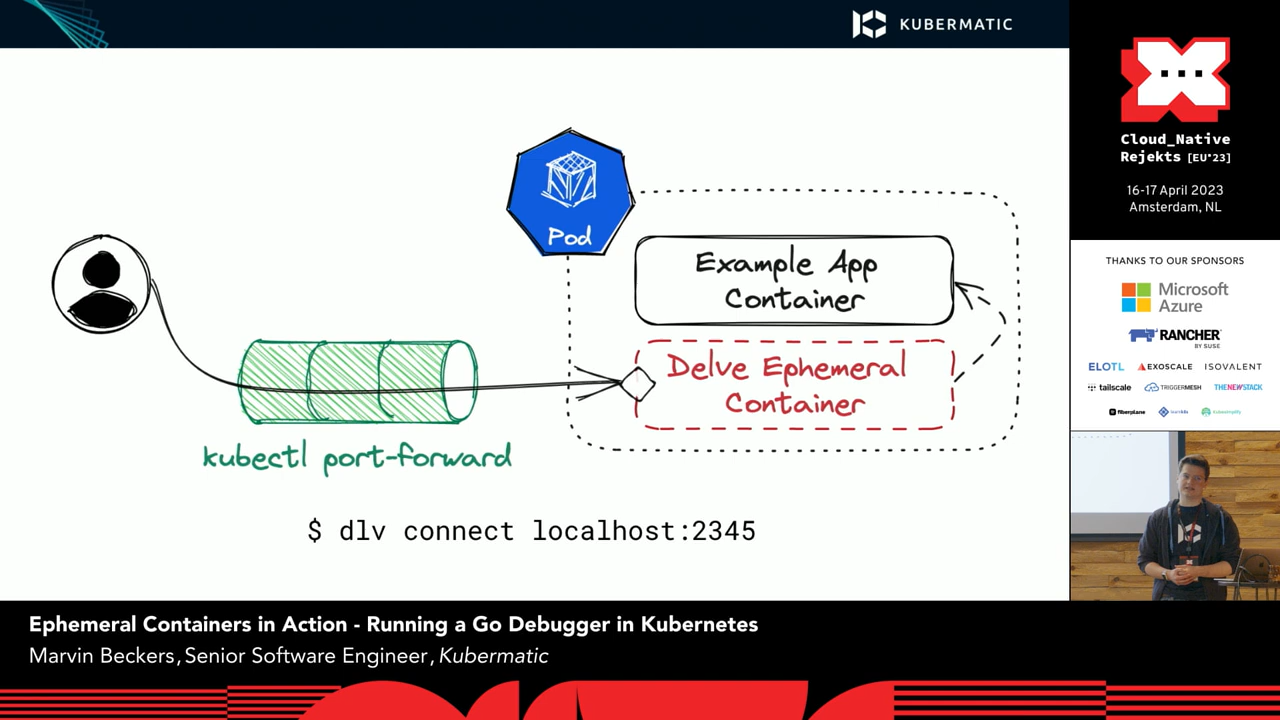 KUBERMATIC
Pod
Example App
Container
Delve Ephemeral
Container
kubectl port-forward
$ dlv connect localhost:2345
Cloud_Native
Rejekts [EU*23]
16-17 April 2023
Amsterdam, NL
THANKS TO OUR SPONSORS
Microsoft
Azure
RANCHER
BY SUSE
ELOTL
EXOSCALE
ISOVALENT
tailscale
TRIGGERMESH
THENEWSTACK
fiberplane
kubesimplify
Ephemeral Containers in Action - Running a Go Debugger in Kubernetes
Marvin Beckers, Senior Software Engineer, Kubermatic